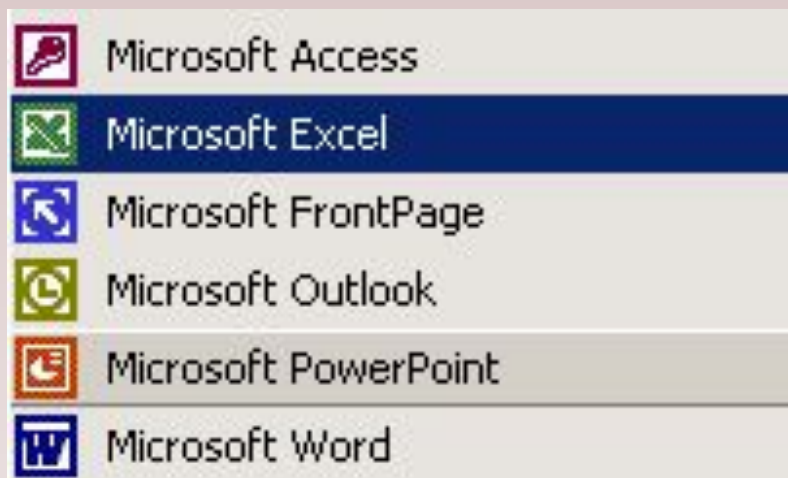 Microsoft Access
Microsoft Excel
Microsoft FrontPage
Microsoft Outlook
Microsoft PowerPoint
Microsoft Word